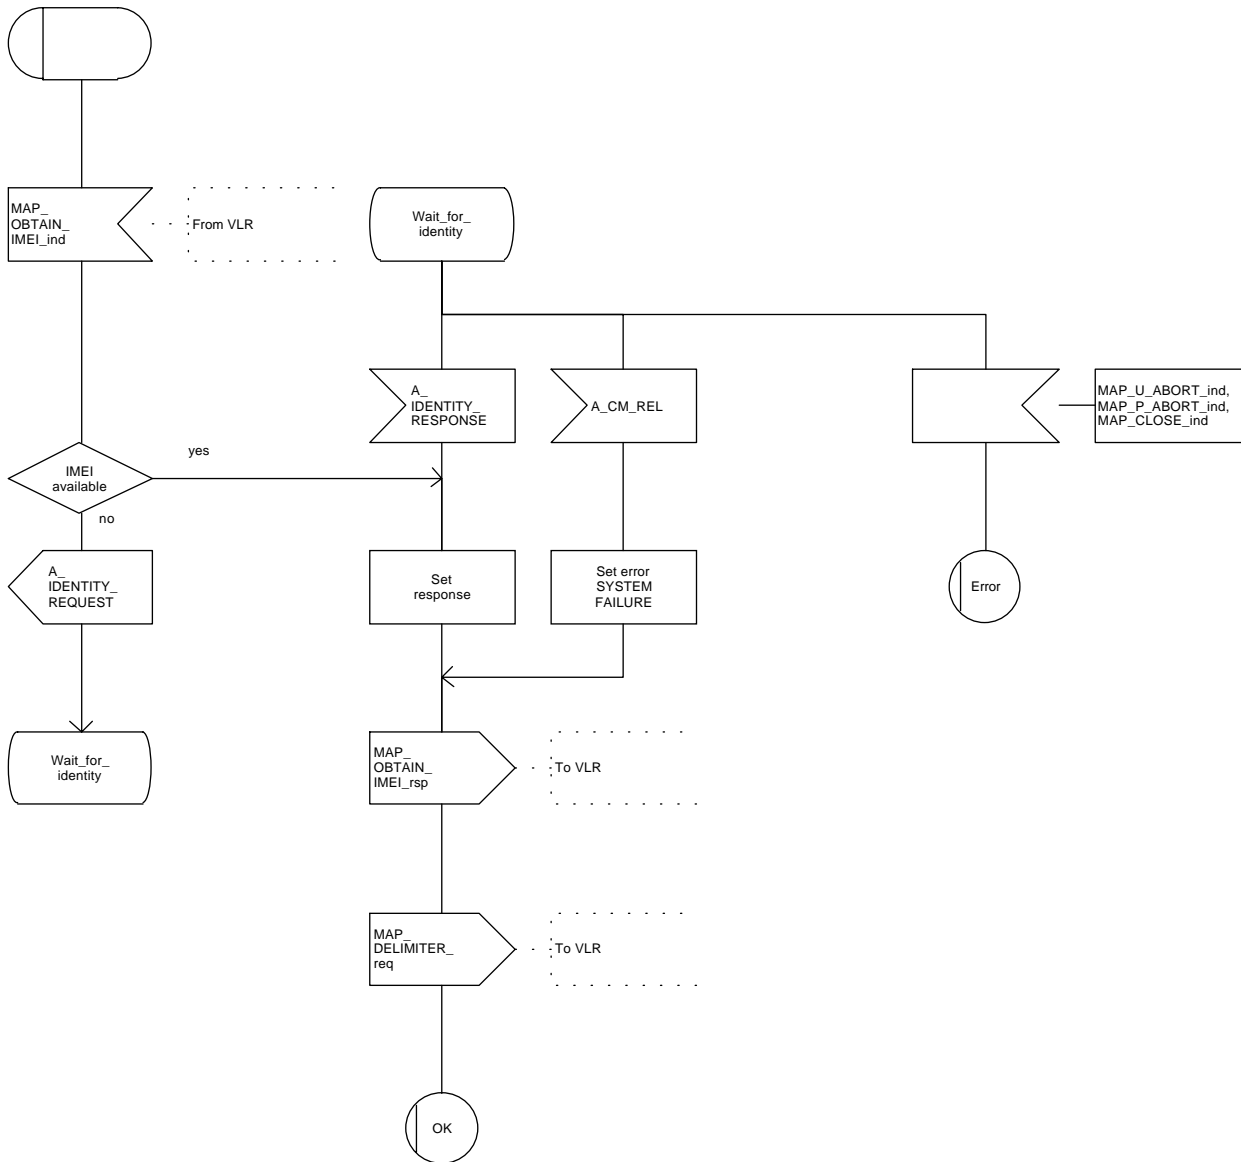 MAP_
OBTAIN_
IMEI_ind
From VLR
Wait_for_
identity
A_
IDENTITY_
RESPONSE
A_CM_REL
MAP_U_ABORT_ind,
MAP_P_ABORT_ind,
MAP_CLOSE_ind
IMEI
available
yes
no
A_
IDENTITY_
REQUEST
Set
response
Set error
SYSTEM
FAILURE
Error
Wait_for_
identity
MAP_
OBTAIN_
IMEI_rsp
To VLR
MAP_
DELIMITER_
req
To VLR
OK